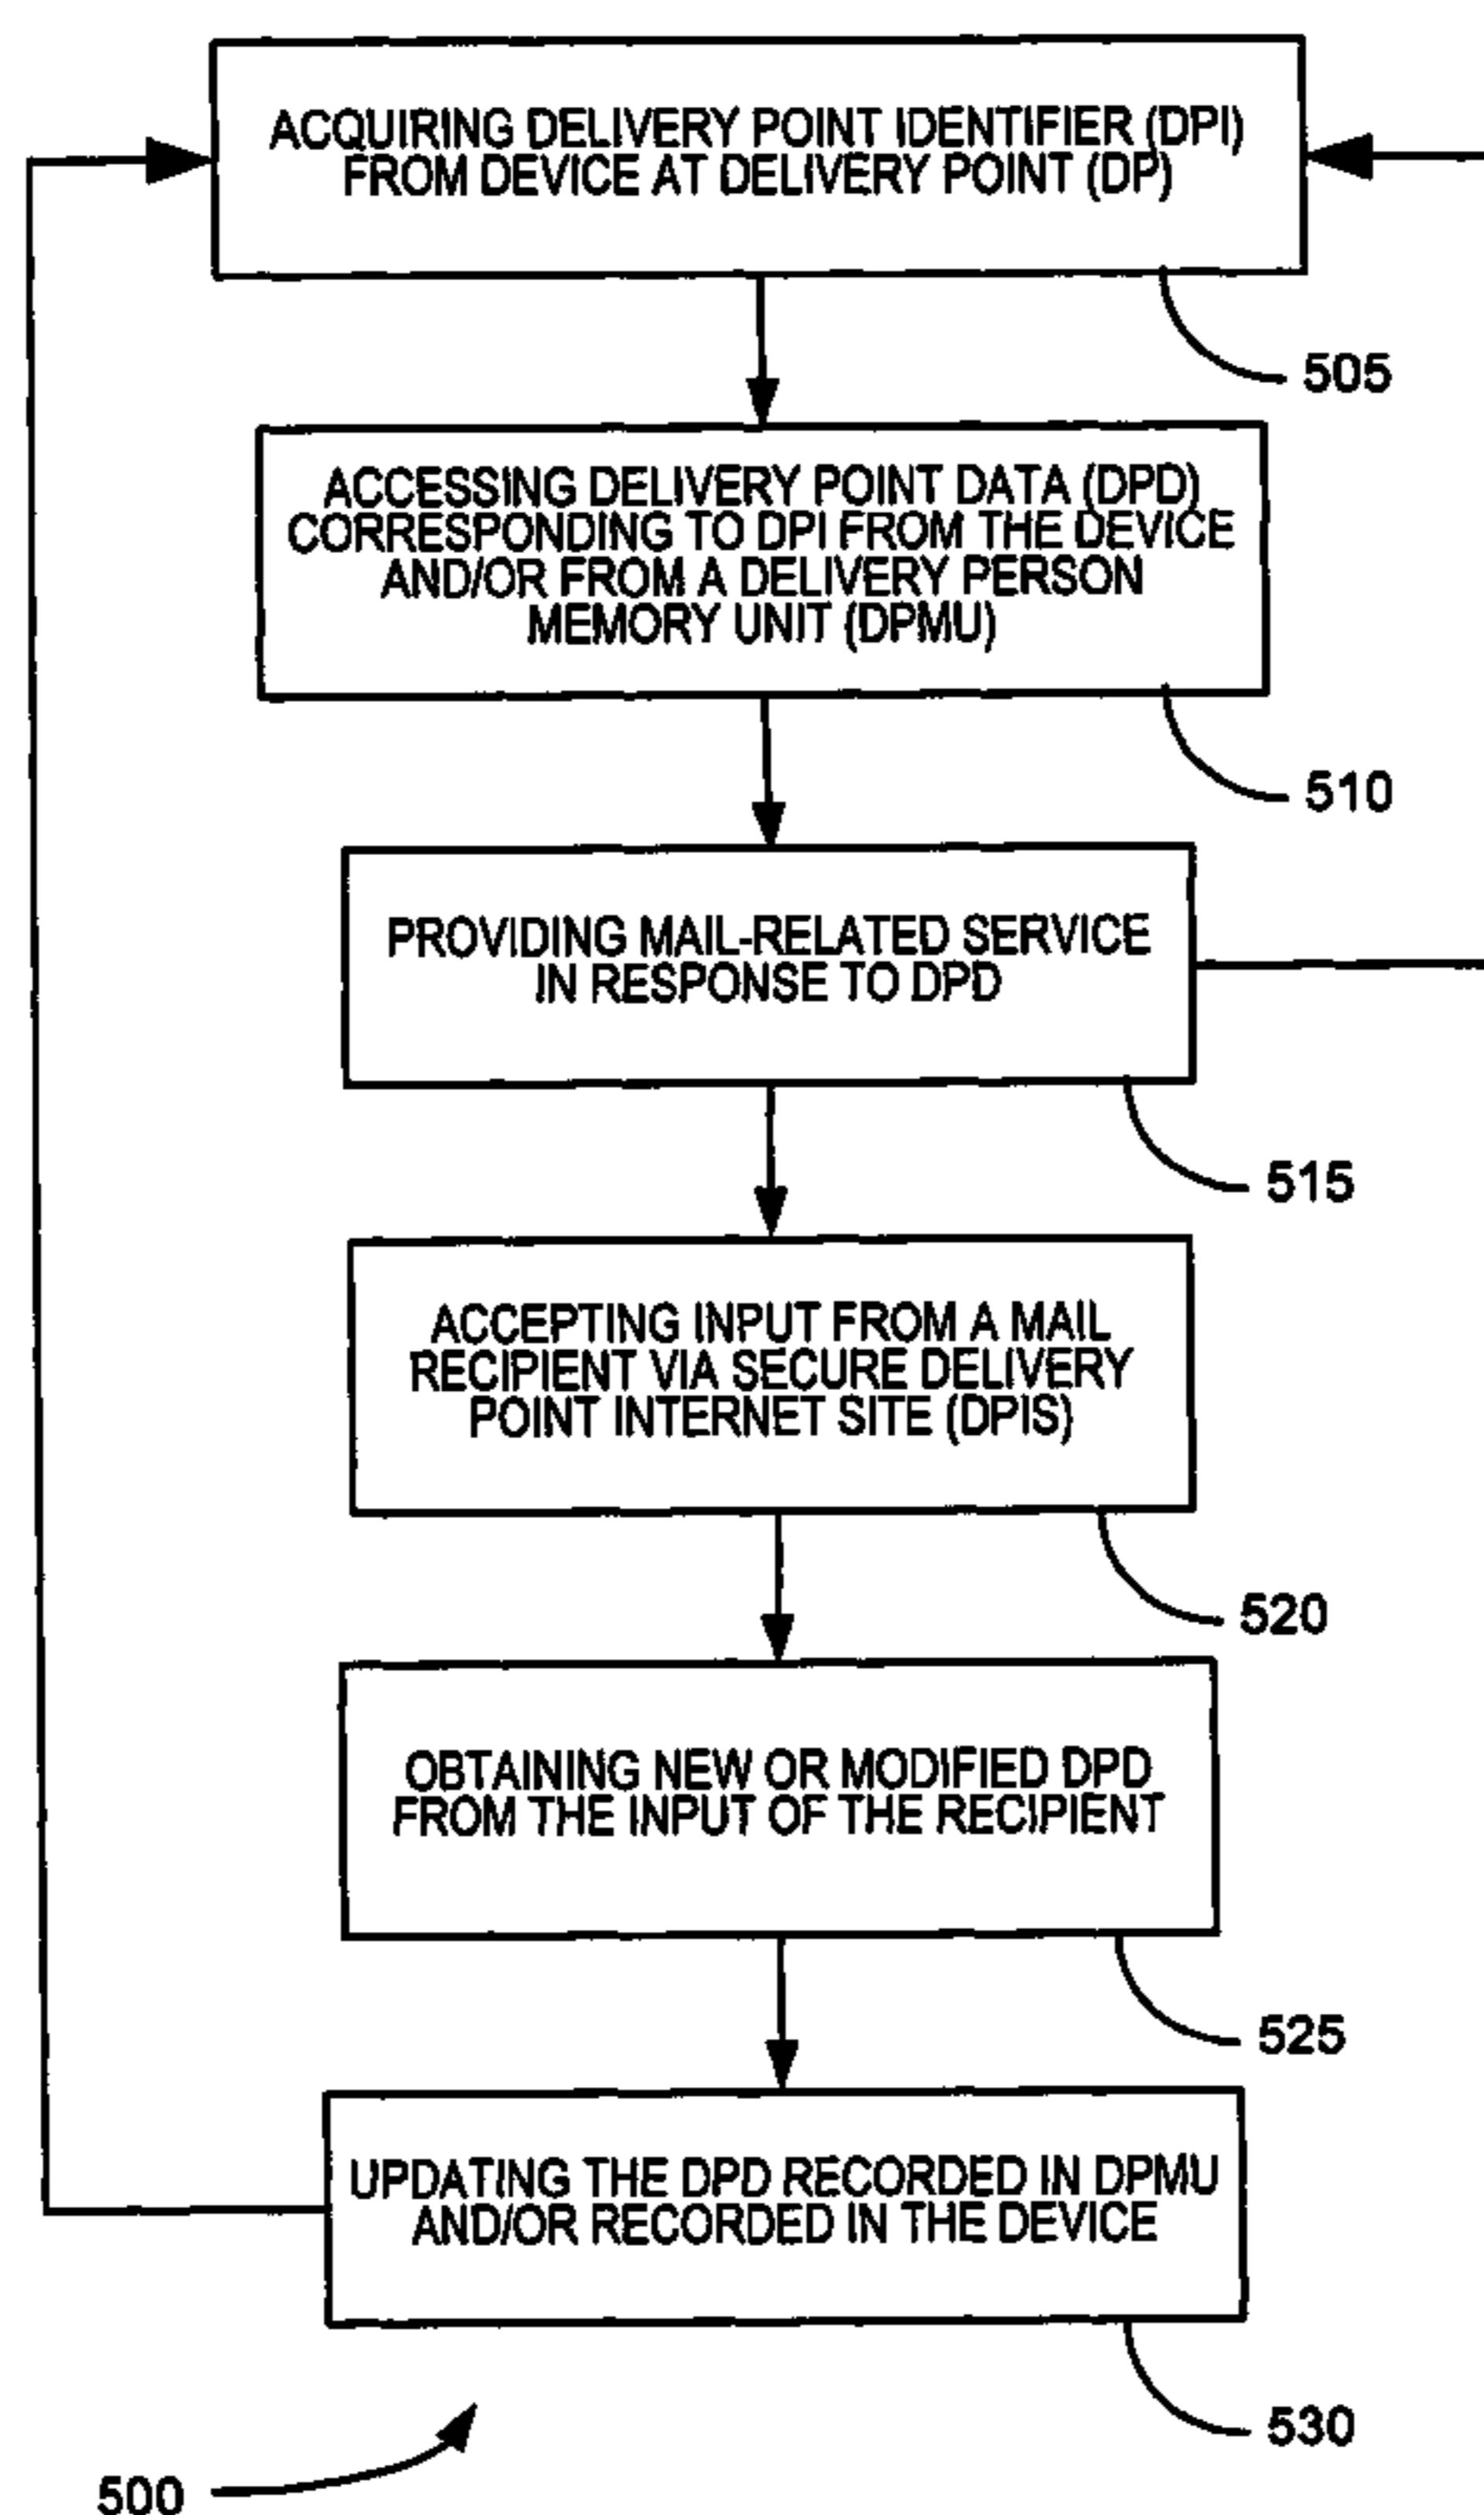 ACQUIRING DELIVERY POINT IDENTIFIER (DPI)
FROM DEVICE AT DELIVERY POINT (DP)
505
ACCESSING DELIVERY POINT DATA (DPD)
CORRESPONDING TO DPI FROM THE DEVICE
AND/OR FROM A DELIVERY PERSON
MEMORY UNIT (DPMU)
510
PROVIDING MAIL-RELATED SERVICE
IN RESPONSE TO DPD
515
ACCEPTING INPUT FROM A MAIL
RECIPIENT VIA SECURE DELIVERY
POINT INTERNET SITE (DPIS)
520
OBTAINING NEW OR MODIFIED DPD
FROM THE INPUT OF THE RECIPIENT
525
UPDATING THE DPD RECORDED IN DPMU
AND/OR RECORDED IN THE DEVICE
530
500